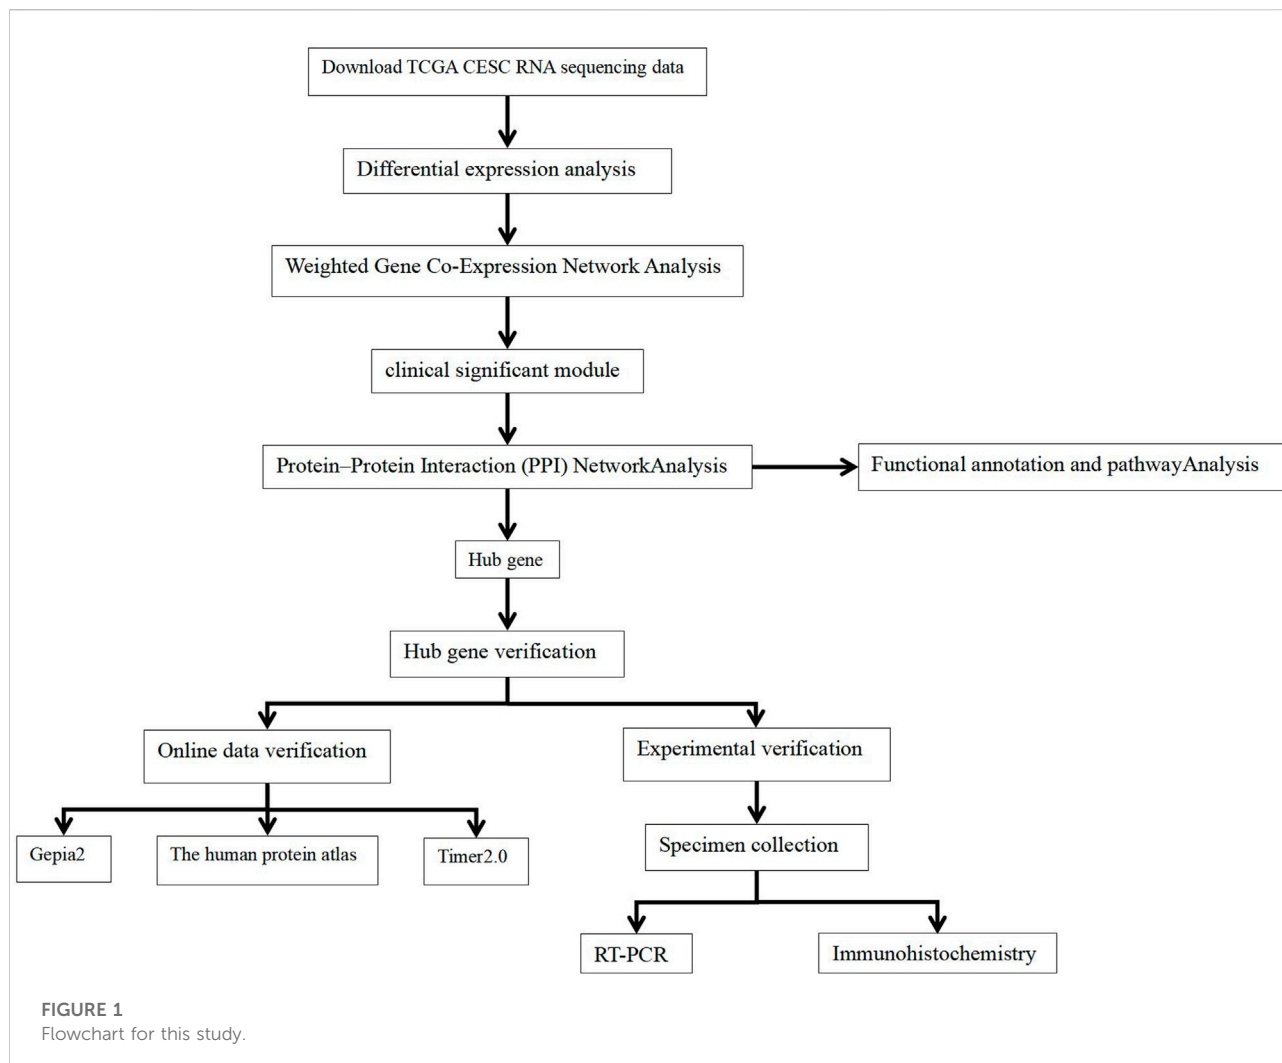 Download TCGA CESC RNA sequencing data
Differential expression analysis
Weighted Gene Co-Expression Network Analysis
clinical significant module
Protein–Protein Interaction (PPI) NetworkAnalysis
Functional annotation and pathwayAnalysis
Hub gene
Hub gene verification
Online data verification
Experimental verification
Gepia2
The human protein atlas
Timer2.0
Specimen collection
RT-PCR
Immunohistochemistry
FIGURE 1
Flowchart for this study.